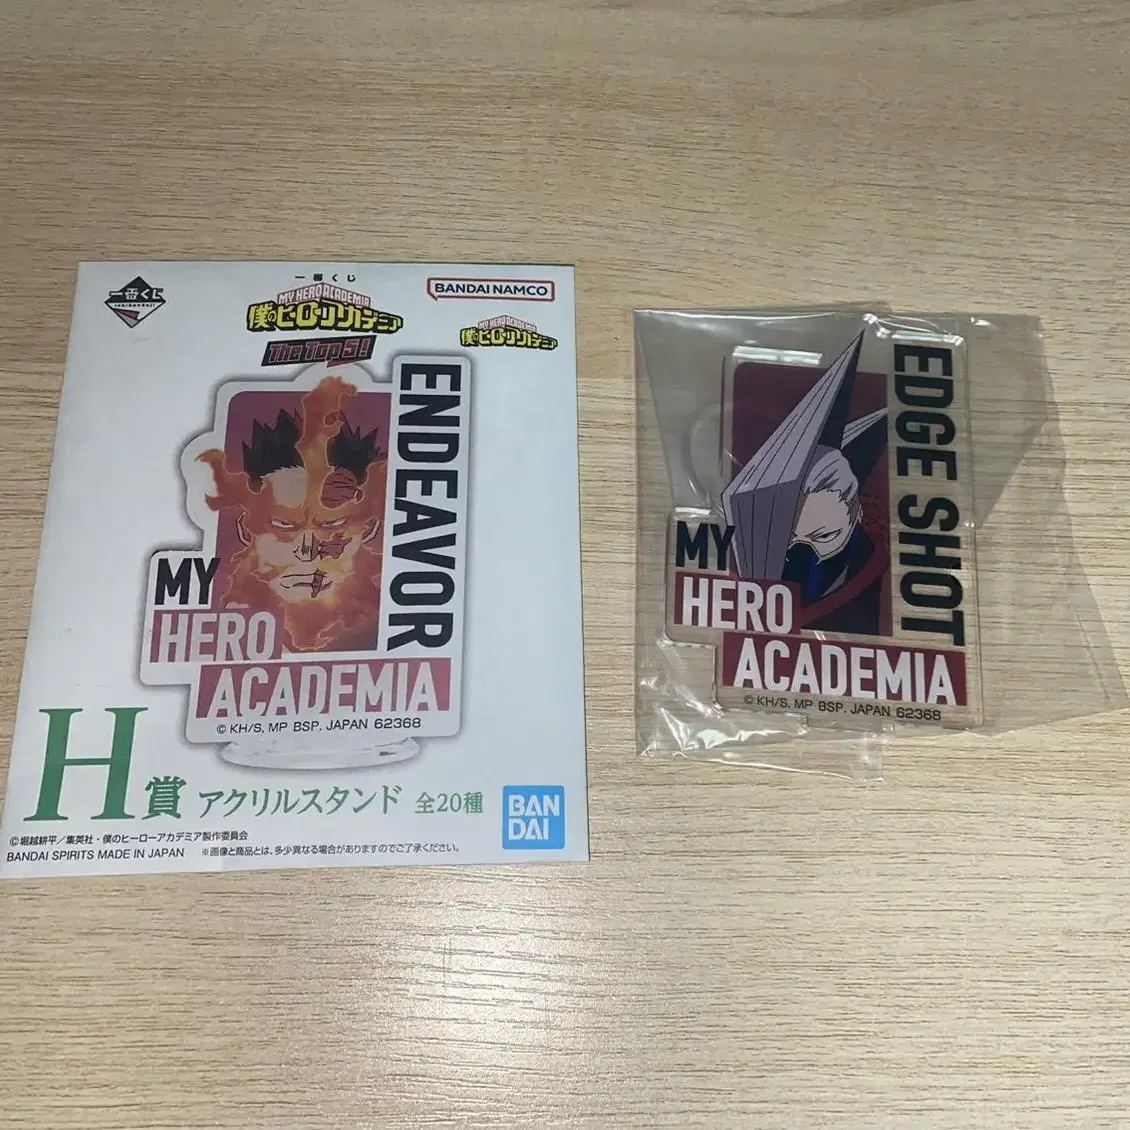 一番くじ
ichiban kuji
一番くじ
MY HERO ACADEMIA
僕のヒーローアカデミア
The Top 5!
BANDAI NAMCO
MY HERO ACADEMIA
僕のヒーローアカデミア
ENDEAVOR
MY
HERO
ACADEMIA
© KH/S, MP BSP. JAPAN 62368
H賞 アクリルスタンド 全20種
BAN
DAI
©堀越耕平/集英社・僕のヒーローアカデミア製作委員会
BANDAI SPIRITS MADE IN JAPAN ※画像と商品とは、多少異なる場合がありますのでご了承ください。
EDGE SHOT
MY
HERO
ACADEMIA
© KH/S, MP BSP. JAPAN 62368